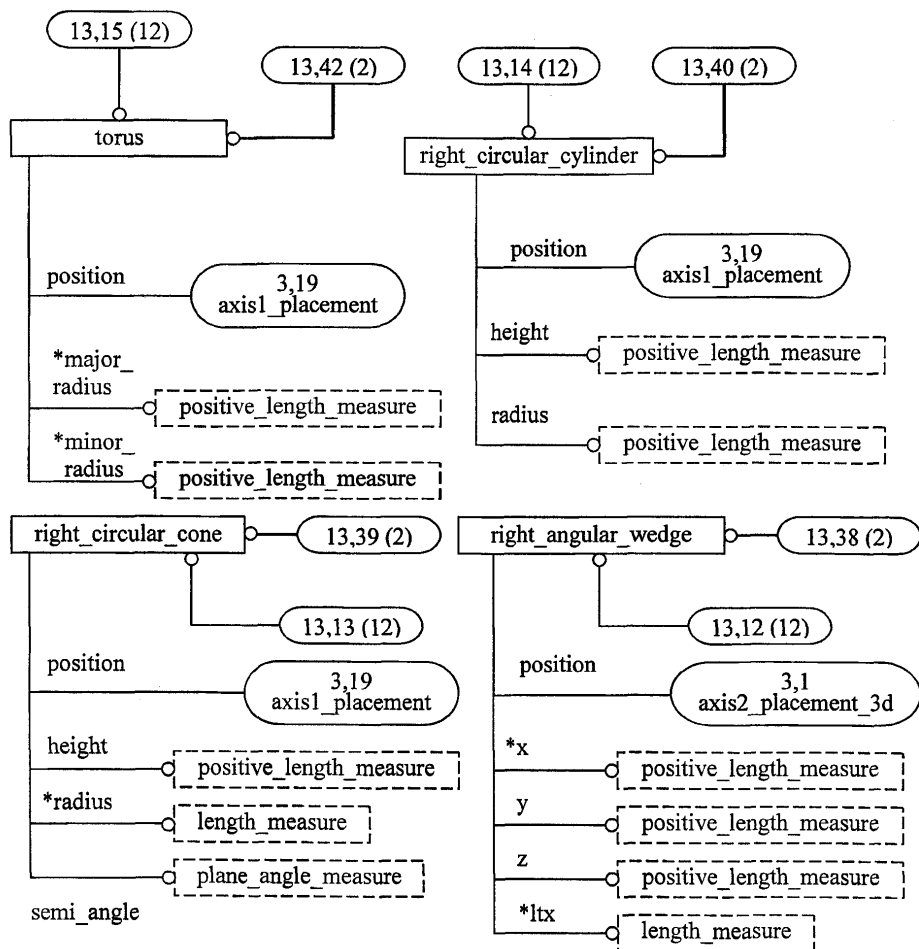 13,15 (12)
13,42 (2)
torus
position
3,19
axis1_placement
*major_
radius
positive_length_measure
*minor_
radius
positive_length_measure
13,14 (12)
13,40 (2)
right_circular_cylinder
position
3,19
axis1_placement
height
positive_length_measure
radius
positive_length_measure
right_circular_cone
13,39 (2)
13,13 (12)
position
3,19
axis1_placement
height
positive_length_measure
*radius
length_measure
plane_angle_measure
semi_angle
right_angular_wedge
13,38 (2)
13,12 (12)
position
3,1
axis2_placement_3d
*x
positive_length_measure
y
positive_length_measure
z
positive_length_measure
*ltx
length_measure